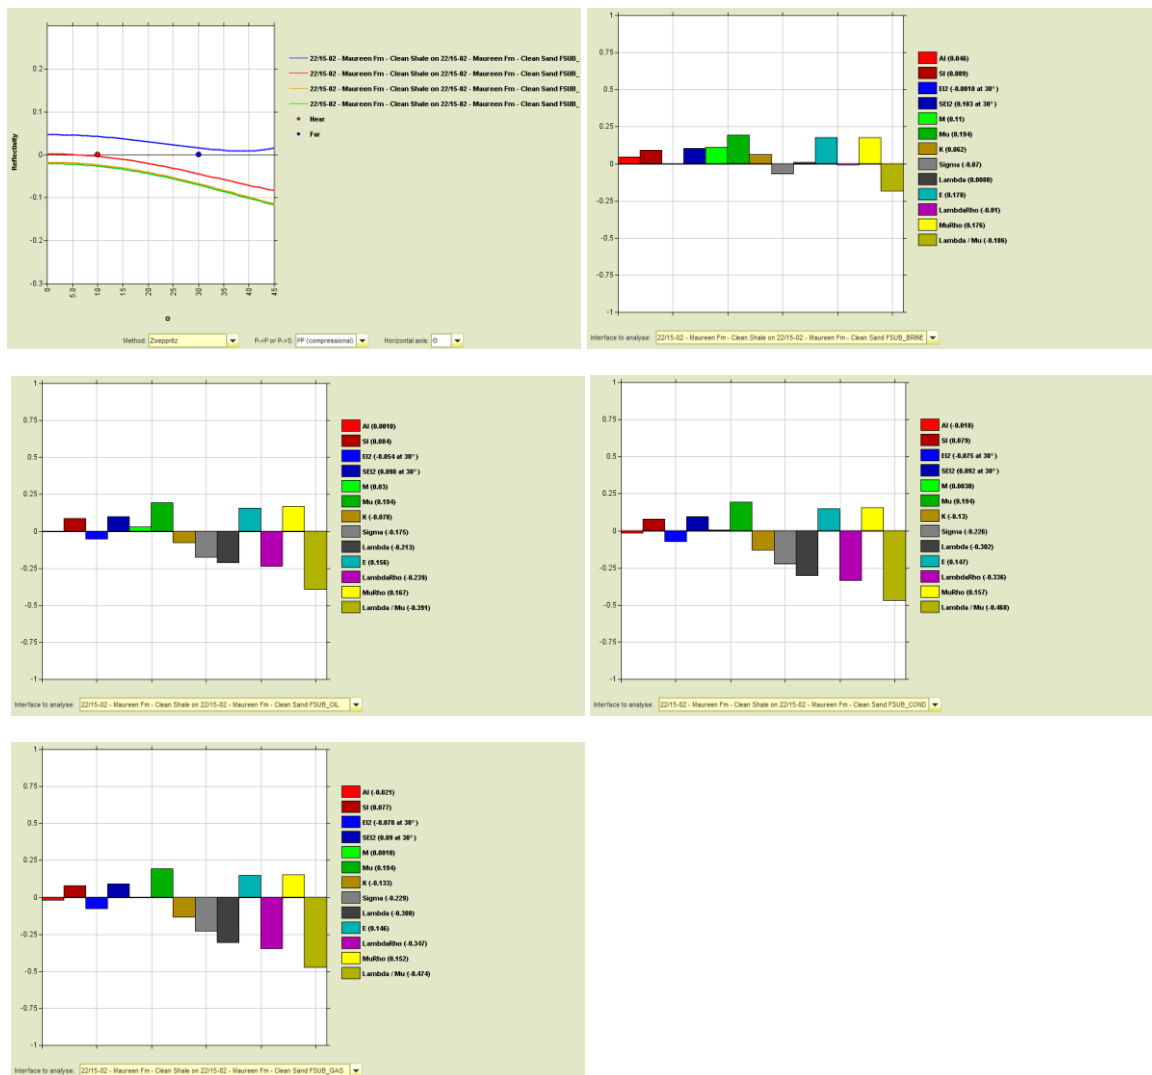 0.2
0.1
0
-0.1
-0.2
-0.3
Reflectivity
0 5.0 10 15 20 25 30 35 40 45
22/15-02 - Maureen Fm - Clean Shale on 22/15-02 - Maureen Fm - Clean Sand FSUB_
22/15-02 - Maureen Fm - Clean Shale on 22/15-02 - Maureen Fm - Clean Sand FSUB_
22/15-02 - Maureen Fm - Clean Shale on 22/15-02 - Maureen Fm - Clean Sand FSUB_
22/15-02 - Maureen Fm - Clean Shale on 22/15-02 - Maureen Fm - Clean Sand FSUB_
Near
Far
Θ
Method: Zoeppritz P->P or P->S: PP (compressional) Horizontal axis: Θ
1
0.75
0.5
0.25
0
-0.25
-0.5
-0.75
-1
AI (0.046)
SI (0.089)
EI2 (-0.0010 at 30°)
SEI2 (0.103 at 30°)
M (0.11)
Mu (0.194)
K (0.062)
Sigma (-0.07)
Lambda (0.0080)
E (0.178)
LambdaRho (-0.01)
MuRho (0.176)
Lambda / Mu (-0.186)
Interface to analyse: 22/15-02 - Maureen Fm - Clean Shale on 22/15-02 - Maureen Fm - Clean Sand FSUB_BRINE
1
0.75
0.5
0.25
0
-0.25
-0.5
-0.75
-1
AI (0.0018)
SI (0.084)
EI2 (-0.054 at 30°)
SEI2 (0.098 at 30°)
M (0.03)
Mu (0.194)
K (-0.078)
Sigma (-0.175)
Lambda (-0.213)
E (0.156)
LambdaRho (-0.239)
MuRho (0.167)
Lambda / Mu (-0.391)
Interface to analyse: 22/15-02 - Maureen Fm - Clean Shale on 22/15-02 - Maureen Fm - Clean Sand FSUB_OIL
1
0.75
0.5
0.25
0
-0.25
-0.5
-0.75
-1
AI (-0.018)
SI (0.079)
EI2 (-0.075 at 30°)
SEI2 (0.092 at 30°)
M (0.0038)
Mu (0.194)
K (-0.13)
Sigma (-0.226)
Lambda (-0.302)
E (0.147)
LambdaRho (-0.336)
MuRho (0.157)
Lambda / Mu (-0.468)
Interface to analyse: 22/15-02 - Maureen Fm - Clean Shale on 22/15-02 - Maureen Fm - Clean Sand FSUB_COND
1
0.75
0.5
0.25
0
-0.25
-0.5
-0.75
-1
AI (-0.021)
SI (0.077)
EI2 (-0.078 at 30°)
SEI2 (0.09 at 30°)
M (0.0018)
Mu (0.194)
K (-0.133)
Sigma (-0.229)
Lambda (-0.308)
E (0.146)
LambdaRho (-0.347)
MuRho (0.152)
Lambda / Mu (-0.474)
Interface to analyse: 22/15-02 - Maureen Fm - Clean Shale on 22/15-02 - Maureen Fm - Clean Sand FSUB_GAS